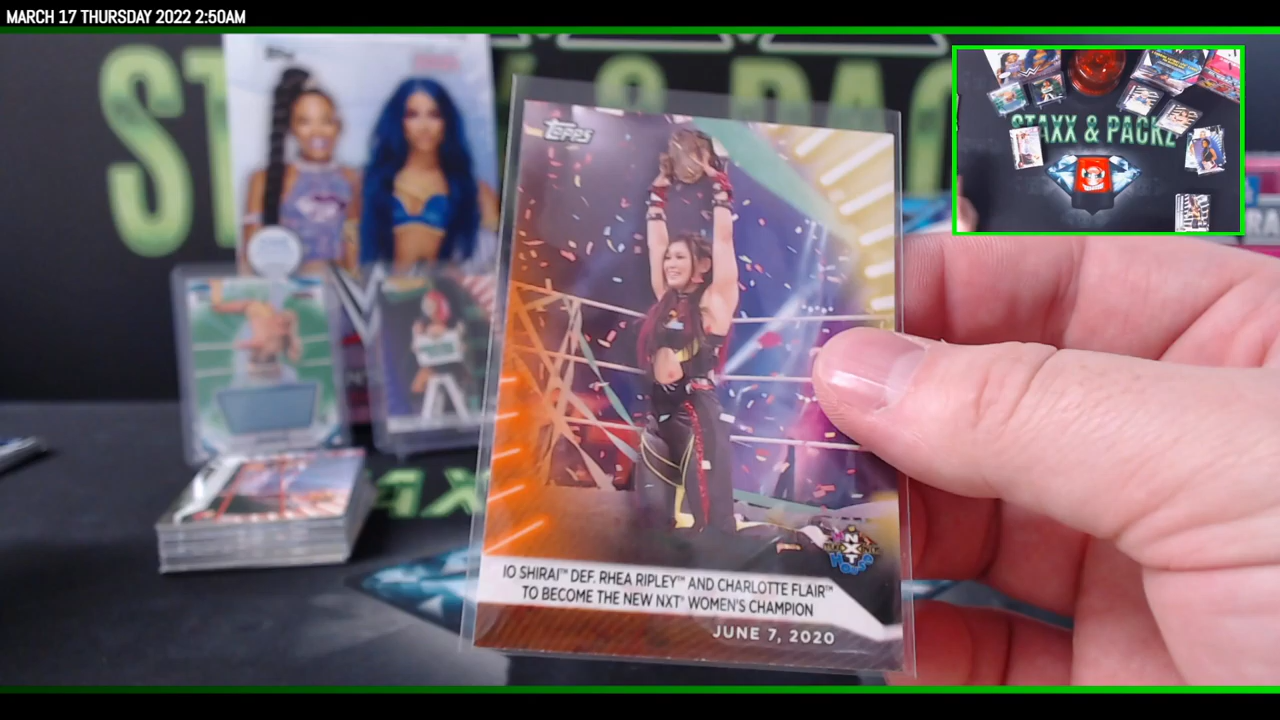 MARCH 17 THURSDAY 2022 2:50AM
STAXX & PACKZ
Topps
NXT
IO SHIRAI™ DEF. RHEA RIPLEY™ AND CHARLOTTE FLAIR™
TO BECOME THE NEW NXT® WOMEN'S CHAMPION
JUNE 7, 2020